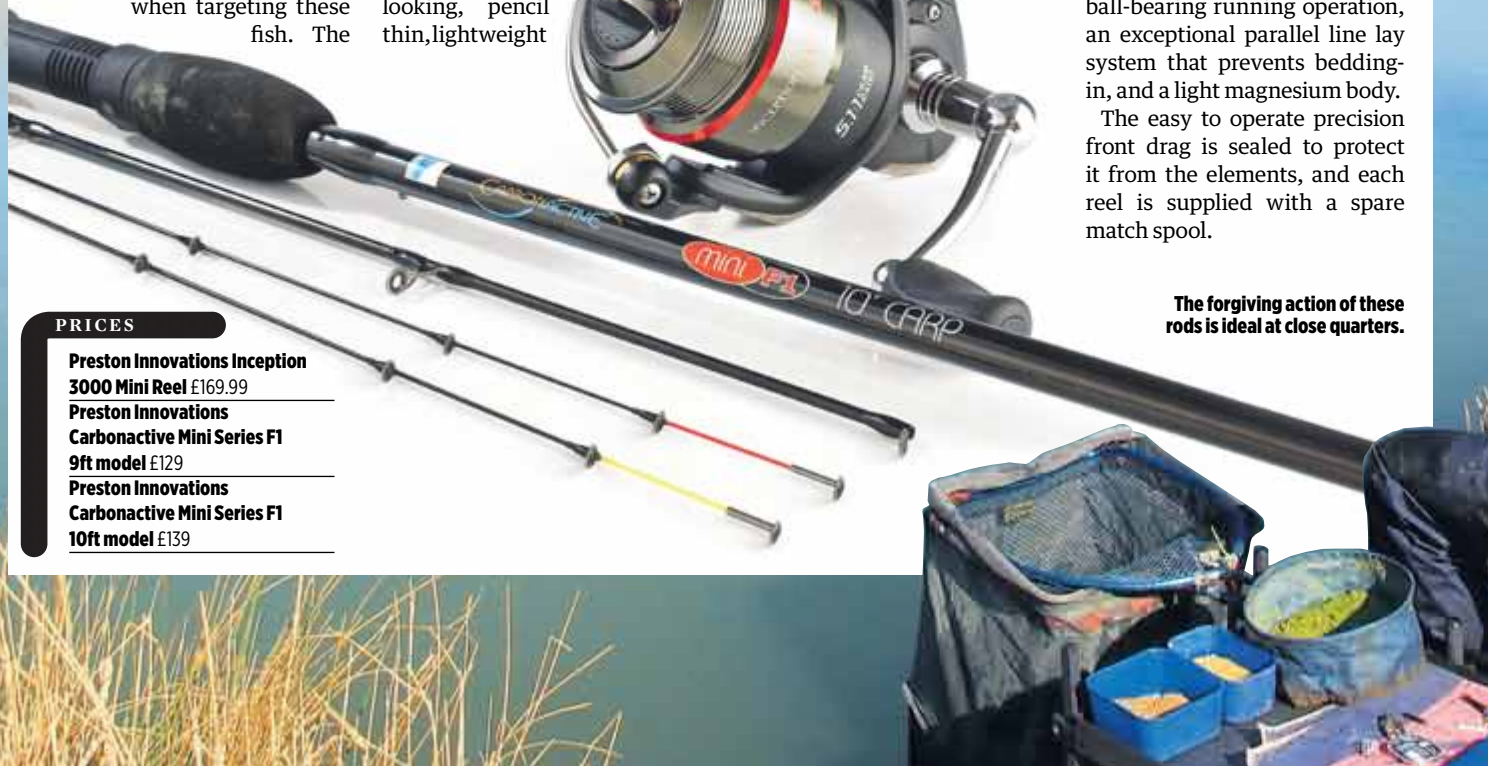 when targeting these
fish. The
looking, pencil
thin,lightweight
ball-bearing running operation,
an exceptional parallel line lay
system that prevents bedding-
in, and a light magnesium body.
The easy to operate precision
front drag is sealed to protect
it from the elements, and each
reel is supplied with a spare
match spool.
The forgiving action of these
rods is ideal at close quarters.
CARBONACTIVE
MINI F1
10' CARP
5.1:1
PRICES
Preston Innovations Inception
3000 Mini Reel £169.99
Preston Innovations
Carbonactive Mini Series F1
9ft model £129
Preston Innovations
Carbonactive Mini Series F1
10ft model £139